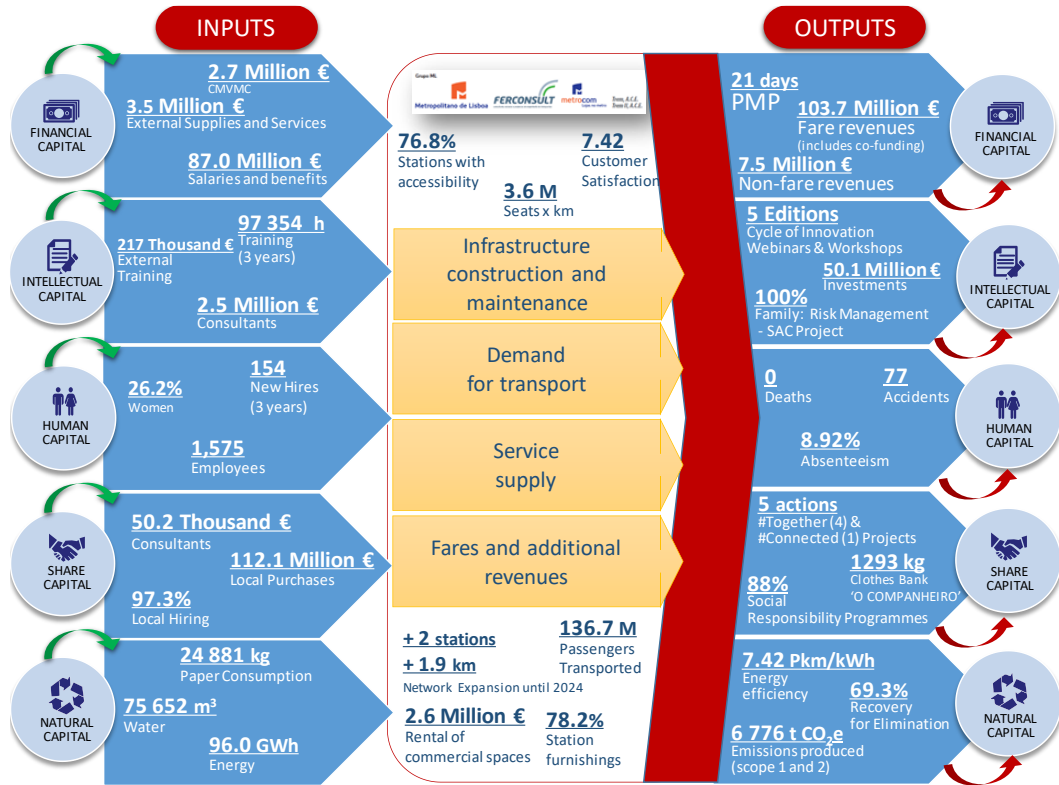 INPUTS
OUTPUTS
FINANCIAL
CAPITAL
2.7 Million €
CMVMC
3.5 Million €
External Supplies and Services
87.0 Million €
Salaries and benefits
INTELLECTUAL
CAPITAL
97 354 h
Training
(3 years)
217 Thousand €
External
Training
2.5 Million €
Consultants
HUMAN
CAPITAL
26.2%
Women
154
New Hires
(3 years)
1,575
Employees
SHARE
CAPITAL
50.2 Thousand €
Consultants
112.1 Million €
Local Purchases
97.3%
Local Hiring
NATURAL
CAPITAL
24 881 kg
Paper Consumption
75 652 m³
Water
96.0 GWh
Energy
Grupo ML
Metropolitano de Lisboa
FERCONSULT
metrocom
76.8%
Stations with
accessibility
7.42
Customer
Satisfaction
3.6 M
Seats x km
Infrastructure
construction and
maintenance
Demand
for transport
Service
supply
Fares and additional
revenues
+ 2 stations
+ 1.9 km
Network Expansion until 2024
136.7 M
Passengers
Transported
2.6 Million €
Rental of
commercial spaces
78.2%
Station
furnishings
21 days
PMP
103.7 Million €
Fare revenues
(includes co-funding)
7.5 Million €
Non-fare revenues
FINANCIAL
CAPITAL
5 Editions
Cycle of Innovation
Webinars & Workshops
50.1 Million €
Investments
100%
Family: Risk Management
- SAC Project
INTELLECTUAL
CAPITAL
0
Deaths
77
Accidents
8.92%
Absenteeism
HUMAN
CAPITAL
5 actions
#Together (4) &
#Connected (1) Projects
1293 kg
Clothes Bank
‘O COMPANHEIRO’
88%
Social
Responsibility Programmes
SHARE
CAPITAL
7.42 Pkm/kWh
Energy
efficiency
69.3%
Recovery
for Elimination
6 776 t CO₂e
Emissions produced
(scope 1 and 2)
NATURAL
CAPITAL